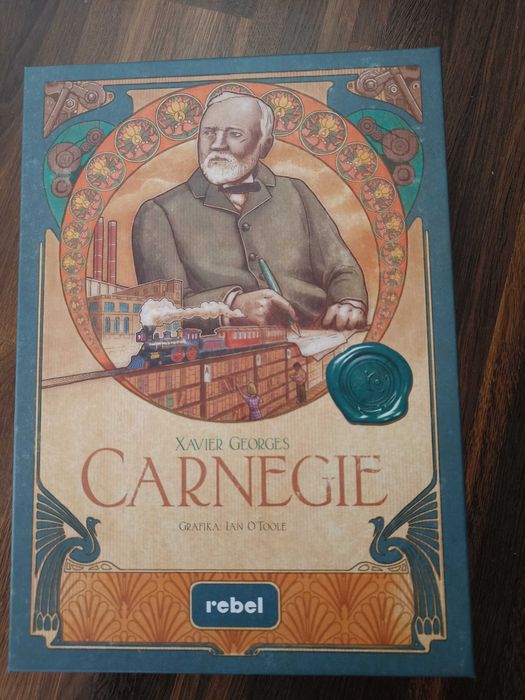 XAVIER GEORGES
CARNEGIE
GRAFIKA: IAN O'TOOLE
rebel